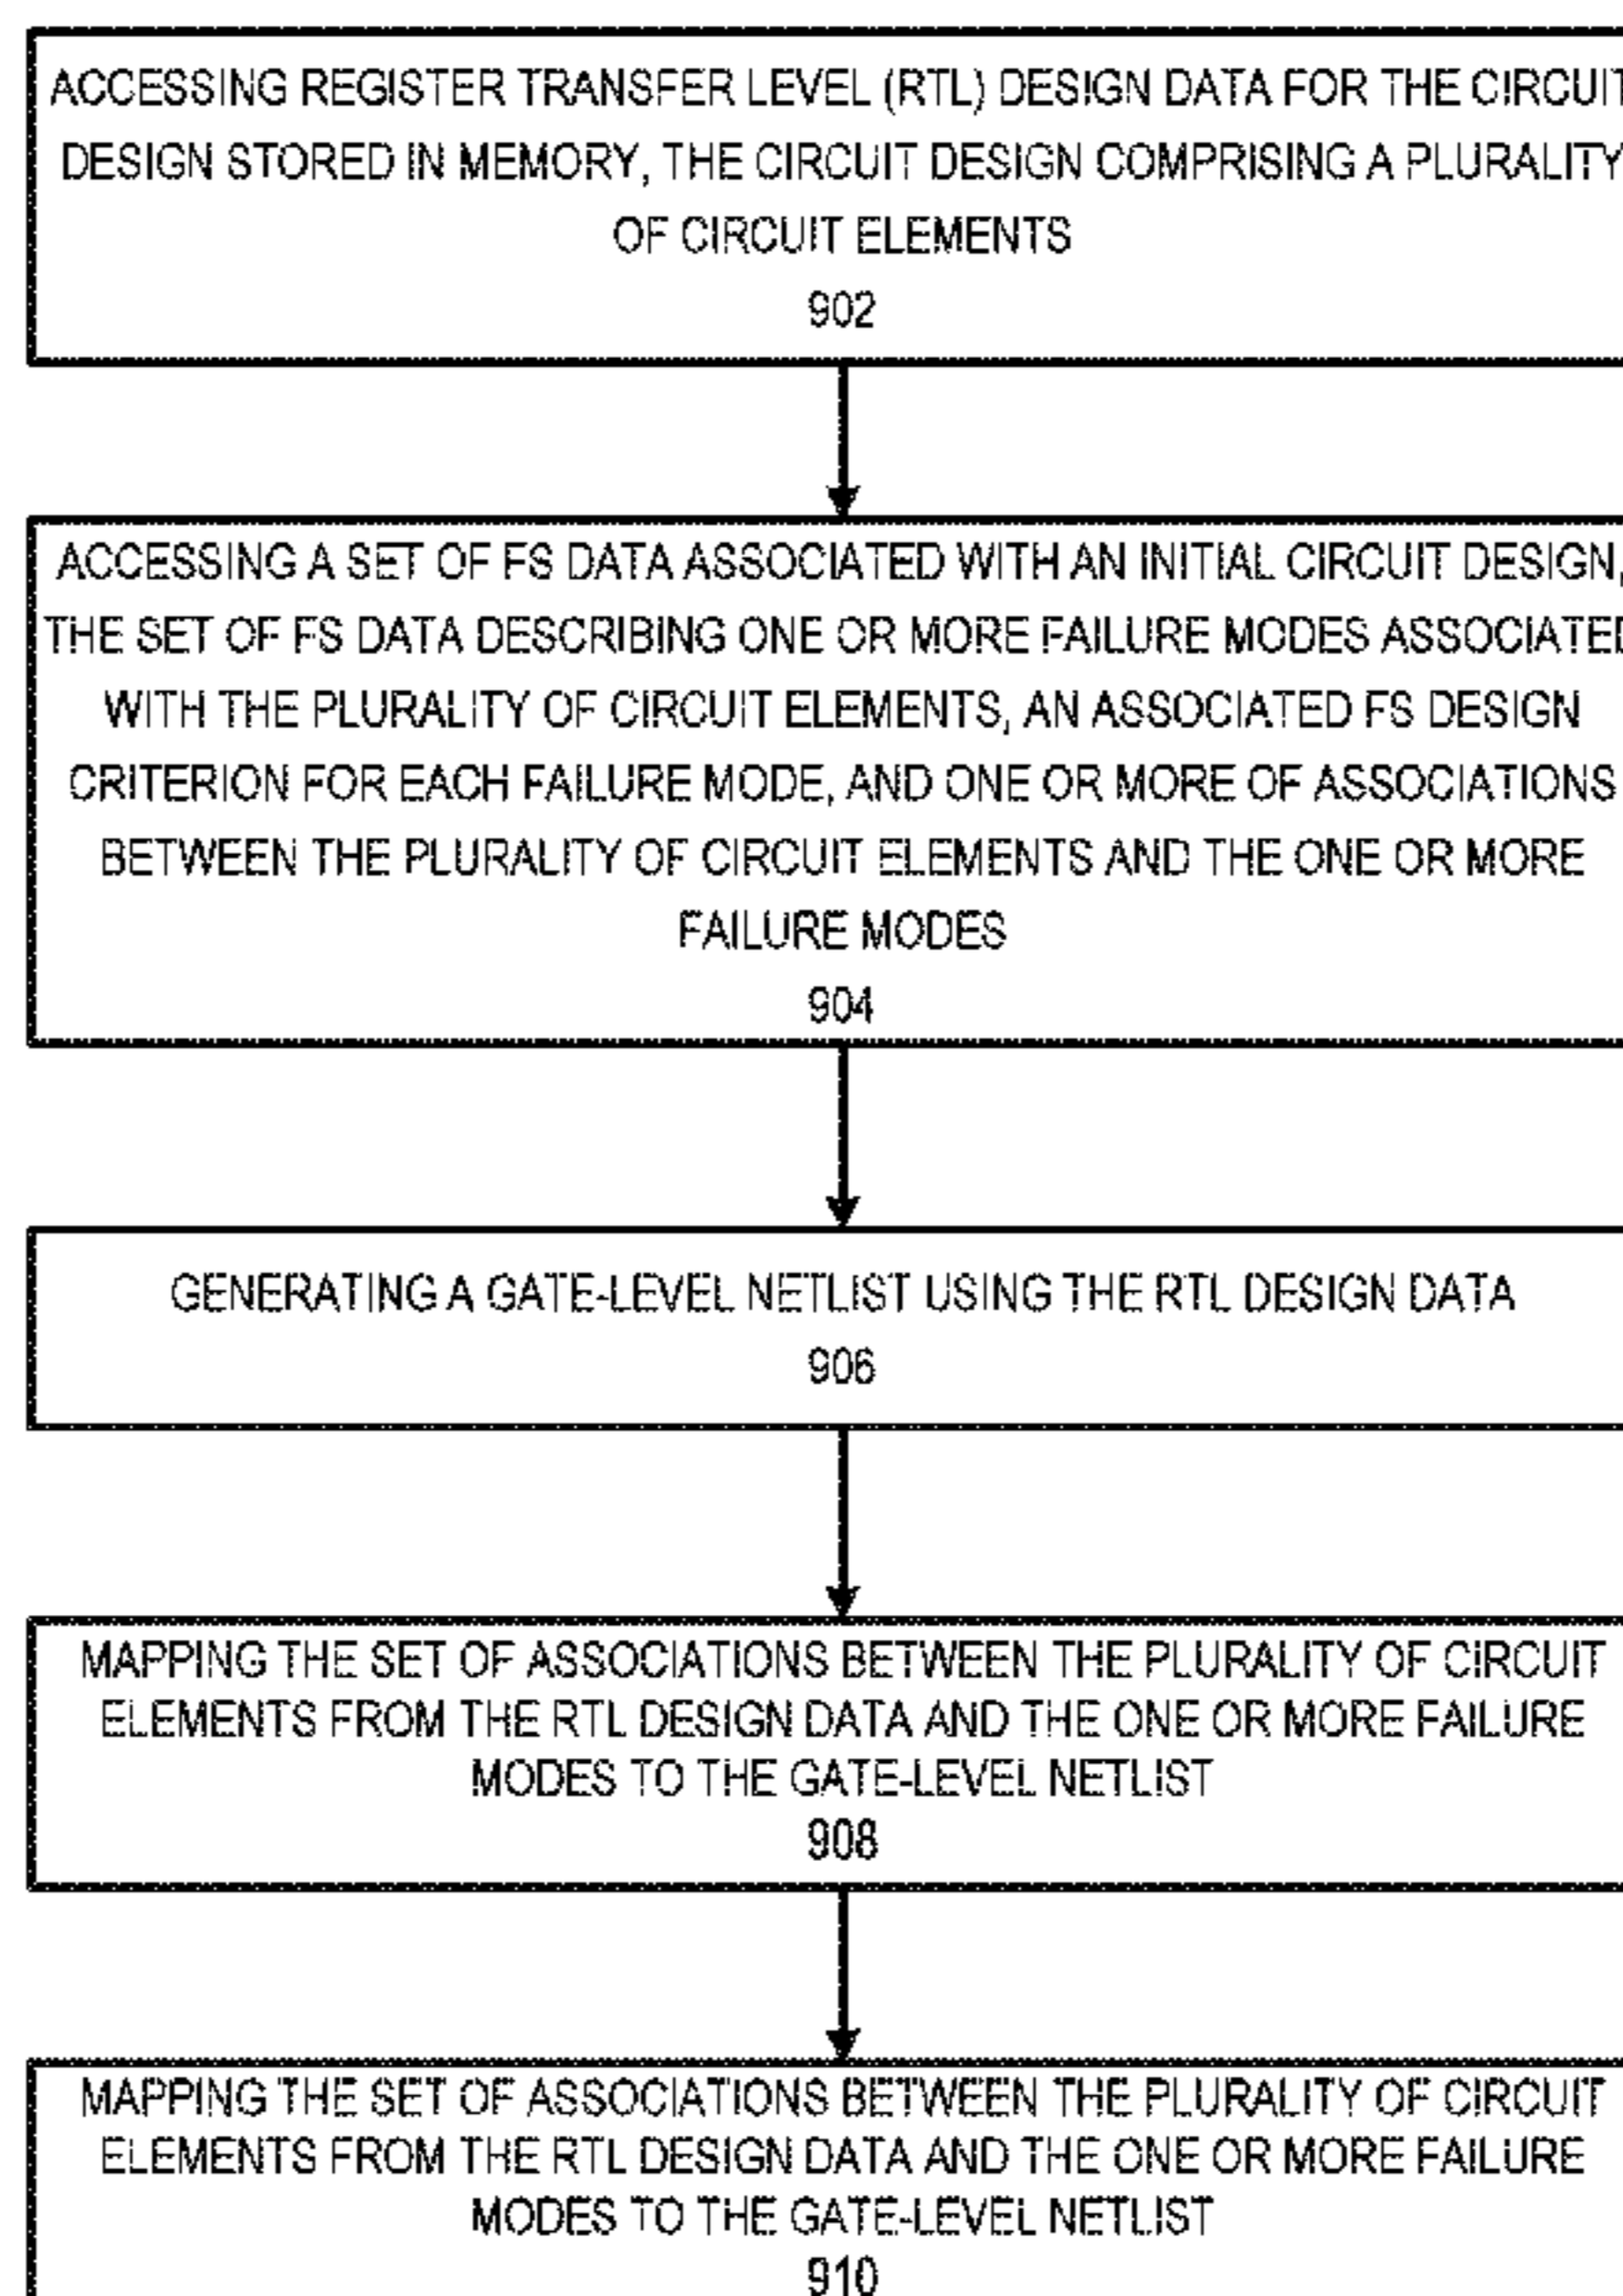 ACCESSING REGISTER TRANSFER LEVEL (RTL) DESIGN DATA FOR THE CIRCUIT
DESIGN STORED IN MEMORY, THE CIRCUIT DESIGN COMPRISING A PLURALITY
OF CIRCUIT ELEMENTS
902
ACCESSING A SET OF FS DATA ASSOCIATED WITH AN INITIAL CIRCUIT DESIGN,
THE SET OF FS DATA DESCRIBING ONE OR MORE FAILURE MODES ASSOCIATED
WITH THE PLURALITY OF CIRCUIT ELEMENTS, AN ASSOCIATED FS DESIGN
CRITERION FOR EACH FAILURE MODE, AND ONE OR MORE OF ASSOCIATIONS
BETWEEN THE PLURALITY OF CIRCUIT ELEMENTS AND THE ONE OR MORE
FAILURE MODES
904
GENERATING A GATE-LEVEL NETLIST USING THE RTL DESIGN DATA
906
MAPPING THE SET OF ASSOCIATIONS BETWEEN THE PLURALITY OF CIRCUIT
ELEMENTS FROM THE RTL DESIGN DATA AND THE ONE OR MORE FAILURE
MODES TO THE GATE-LEVEL NETLIST
908
MAPPING THE SET OF ASSOCIATIONS BETWEEN THE PLURALITY OF CIRCUIT
ELEMENTS FROM THE RTL DESIGN DATA AND THE ONE OR MORE FAILURE
MODES TO THE GATE-LEVEL NETLIST
910